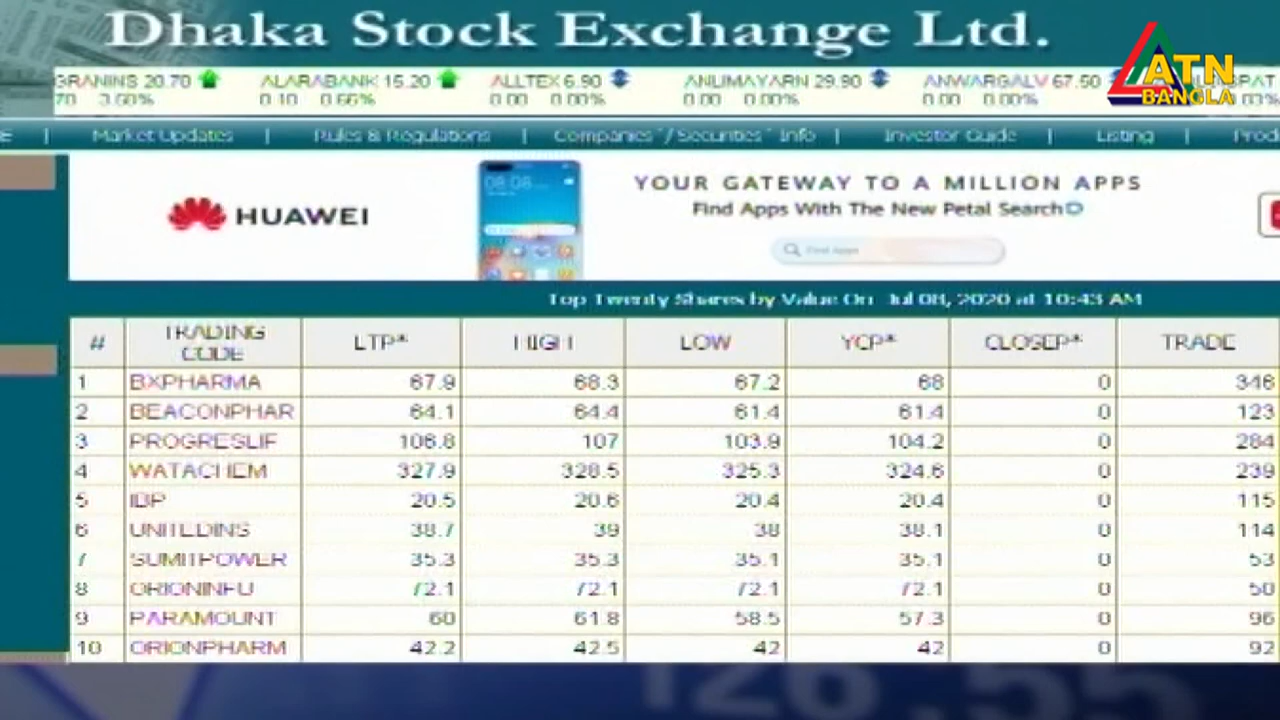 Dhaka Stock Exchange Ltd.
ATN
BANGLA
GRANINS 20.70 ALARABANK 15.20 ALLTEX 6.90 ANLIMAYARN 29.90 ANWARGALV 67.50
70 3.50% 0.10 0.66% 0.00 0.00% 0.00 0.00% 0.00 0.00%
E | Market Updates | Rules & Regulations | Companies / Securities Info | Investor Guide | Listing | Prod
HUAWEI
08:08
YOUR GATEWAY TO A MILLION APPS
Find Apps With The New Petal Search
Find Apps
Top Twenty Shares by Value On Jul 08, 2020 at 10:43 AM
# TRADING CODE LTP* HIGH LOW YCP* CLOSEP* TRADE
1 BXPHARMA 67.9 68.3 67.2 68 0 346
2 BEACONPHAR 64.1 64.4 61.4 61.4 0 123
3 PROGRESLIF 106.8 107 103.9 104.2 0 284
4 WATACHEM 327.9 328.5 325.3 324.6 0 239
5 IBP 20.5 20.6 20.4 20.4 0 115
6 UNITEDINS 38.7 39 38 38.1 0 114
7 SUMITPOWER 35.3 35.3 35.1 35.1 0 53
8 ORIONINFU 72.1 72.1 72.1 72.1 0 50
9 PARAMOUNT 60 61.8 58.5 57.3 0 96
10 ORIONPHARM 42.2 42.5 42 42 0 92